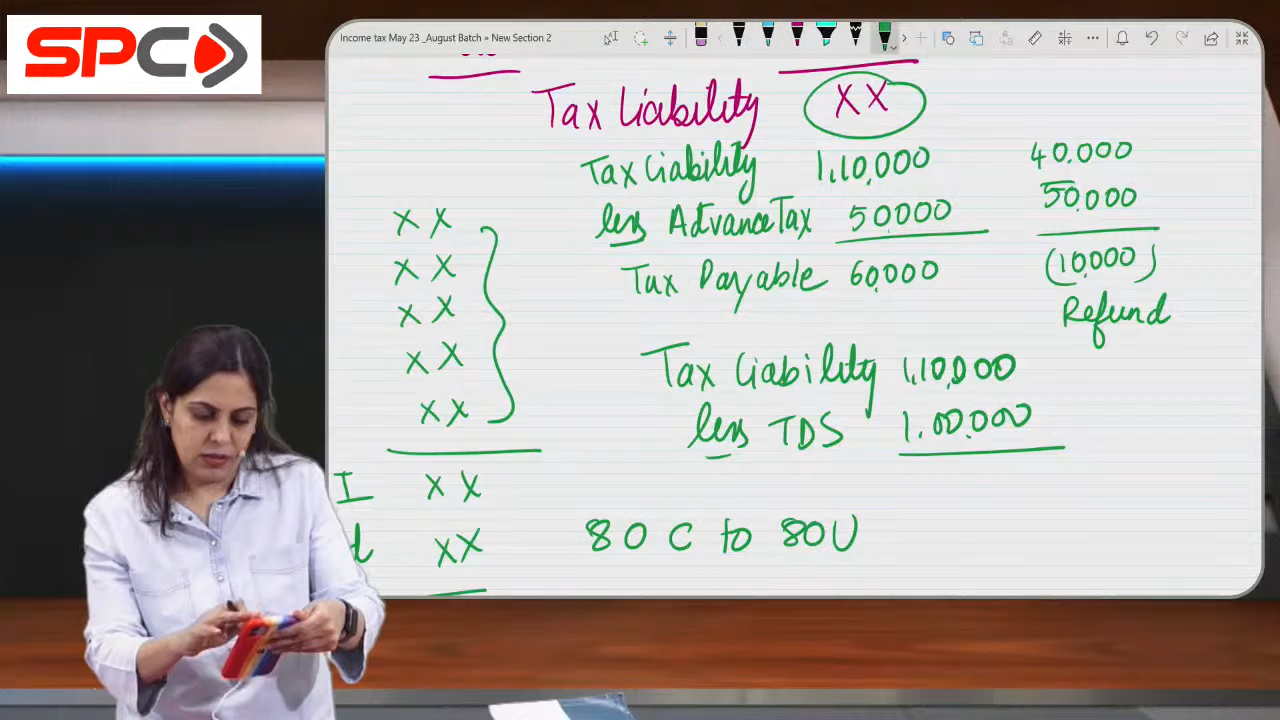 SPC
Income tax May 23 _August Batch » New Section 2
Tax Liability XX
Tax Liability 1,10,000 40,000
XX less Advance Tax 50,000 50,000
XX Tax Payable 60,000 (10,000)
XX Refund
XX Tax Liability 1,10,000
XX less TDS 1,00,000
I XX
d XX 80 C to 80U